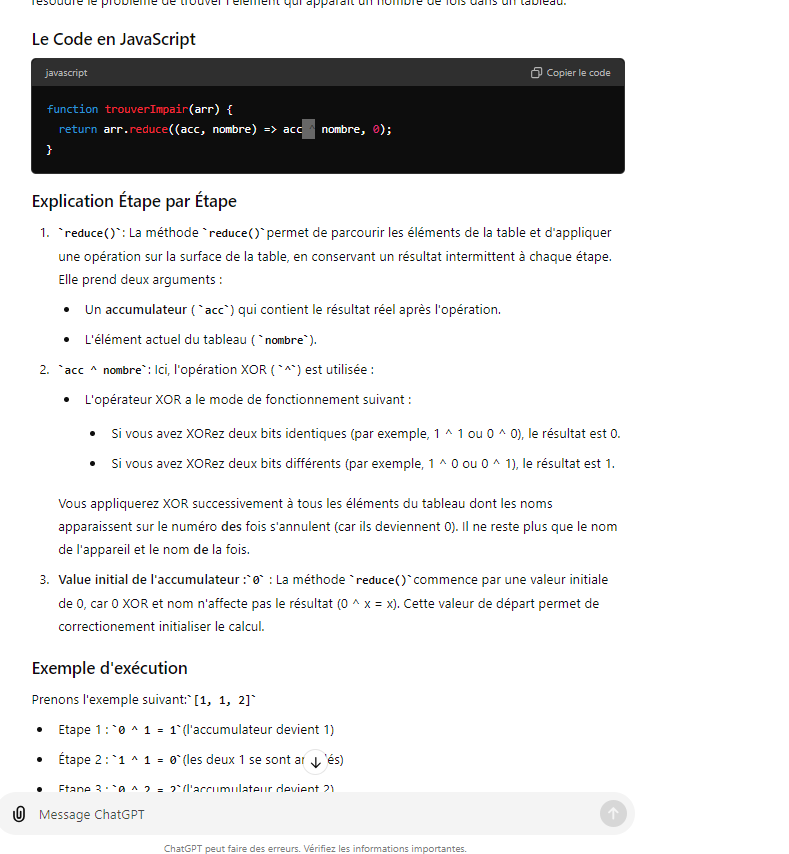 résoudre le problème de trouver l'élément qui apparaît un nombre de fois dans un tableau.
Le Code en JavaScript
javascript
Copier le code
function trouverImpair(arr) {
return arr.reduce((acc, nombre) => acc ^ nombre, 0);
}
Explication Étape par Étape
1. `reduce()`: La méthode `reduce()`permet de parcourir les éléments de la table et d'appliquer
une opération sur la surface de la table, en conservant un résultat intermittent à chaque étape.
Elle prend deux arguments :
• Un accumulateur ( `acc`) qui contient le résultat réel après l'opération.
• L'élément actuel du tableau ( `nombre`).
2. `acc ^ nombre`: Ici, l'opération XOR ( `^`) est utilisée :
• L'opérateur XOR a le mode de fonctionnement suivant :
• Si vous avez XORez deux bits identiques (par exemple, 1 ^ 1 ou 0 ^ 0), le résultat est 0.
• Si vous avez XORez deux bits différents (par exemple, 1 ^ 0 ou 0 ^ 1), le résultat est 1.
Vous appliquerez XOR successivement à tous les éléments du tableau dont les noms
apparaissent sur le numéro des fois s'annulent (car ils deviennent 0). Il ne reste plus que le nom
de l'appareil et le nom de la fois.
3. Value initial de l'accumulateur :`0` : La méthode `reduce()`commence par une valeur initiale
de 0, car 0 XOR et nom n'affecte pas le résultat (0 ^ x = x). Cette valeur de départ permet de
correctionement initialiser le calcul.
Exemple d'exécution
Prenons l'exemple suivant:`[1, 1, 2]`
• Etape 1 : `0 ^ 1 = 1`(l'accumulateur devient 1)
• Étape 2 : `1 ^ 1 = 0`(les deux 1 se sont
• Etape 3 : `0 ^ 2 = 2`(l'accumulateur devient 2)
Message ChatGPT
ChatGPT peut faire des erreurs. Vérifiez les informations importantes.